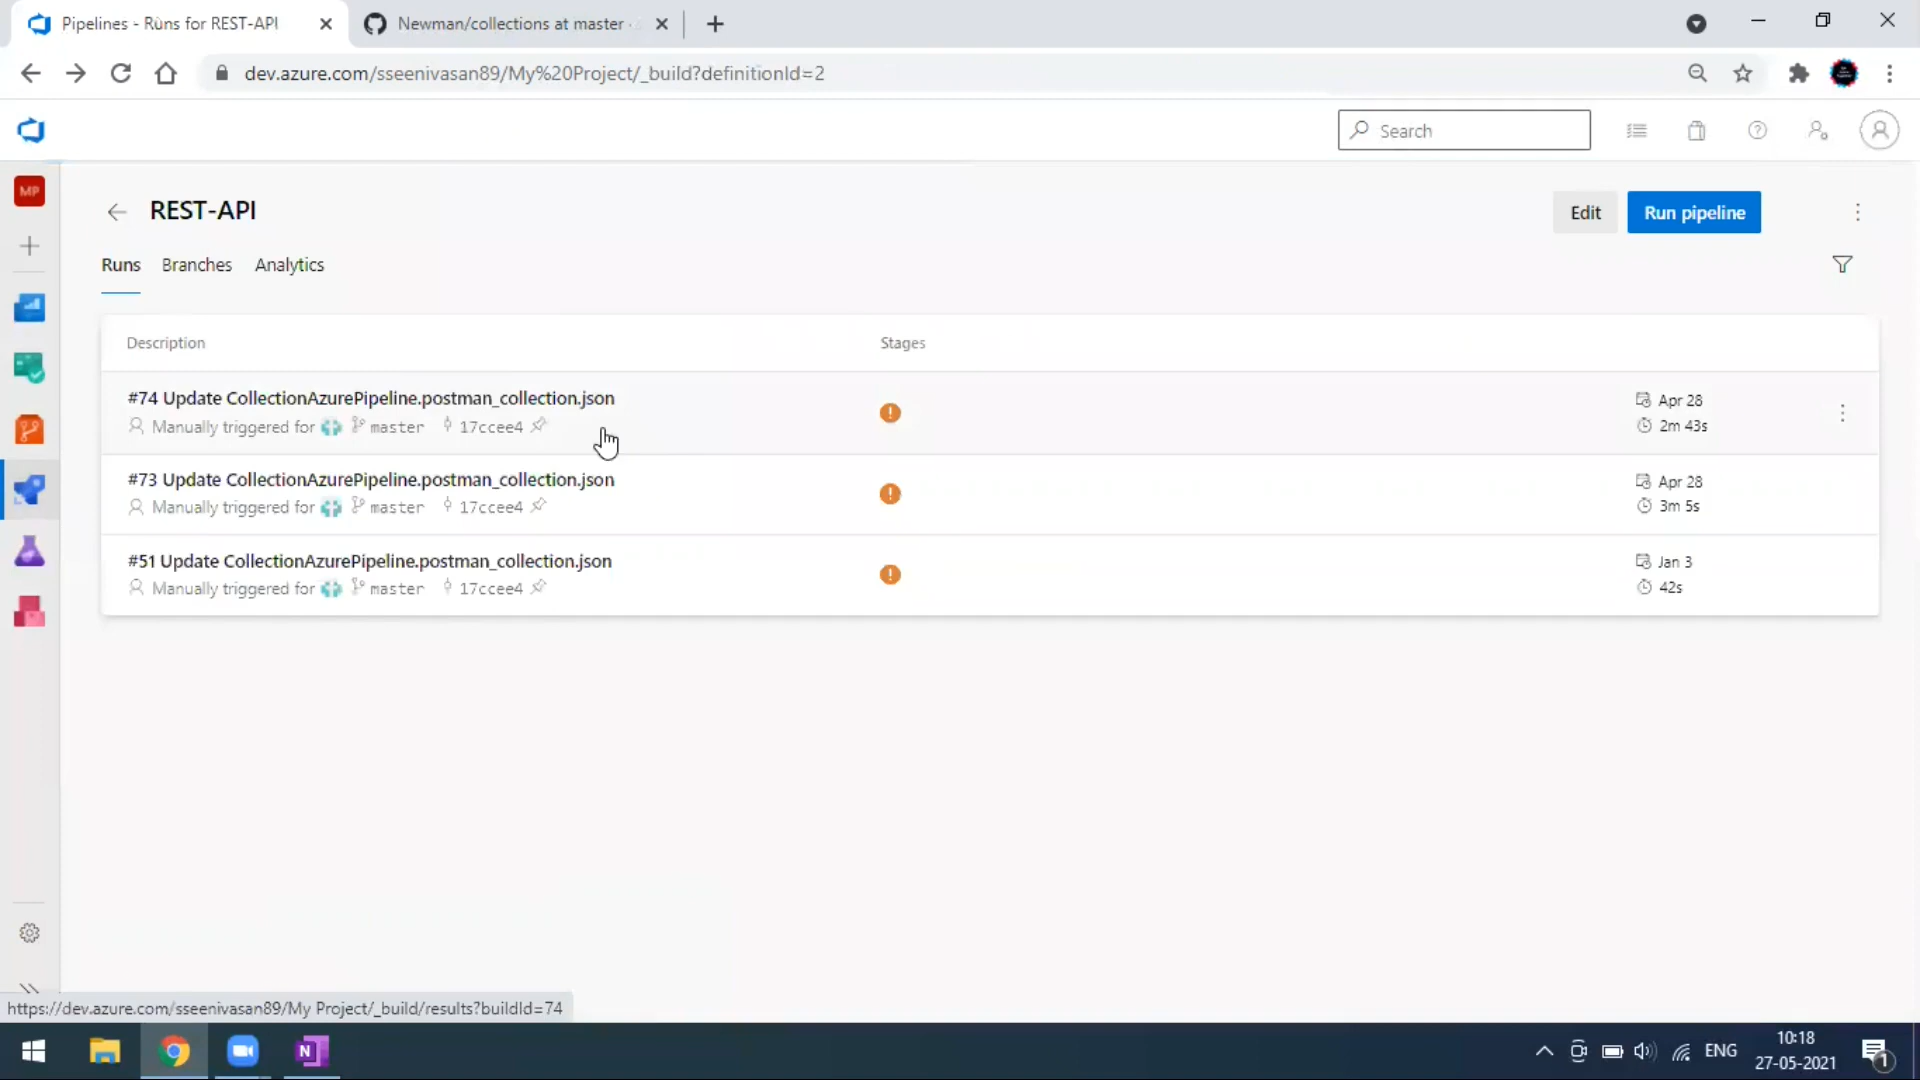 Pipelines - Runs for REST-API
Newman/collections at master
dev.azure.com/sseenivasan89/My%20Project/_build?definitionId=2
Search
MP
REST-API
Edit
Run pipeline
Runs
Branches
Analytics
Description
Stages
#74 Update CollectionAzurePipeline.postman_collection.json
Apr 28
Manually triggered for master 17ccee4
2m 43s
#73 Update CollectionAzurePipeline.postman_collection.json
Apr 28
Manually triggered for master 17ccee4
3m 5s
#51 Update CollectionAzurePipeline.postman_collection.json
Jan 3
Manually triggered for master 17ccee4
42s
https://dev.azure.com/sseenivasan89/My Project/_build/results?buildId=74
N
ENG
10:18
27-05-2021
1